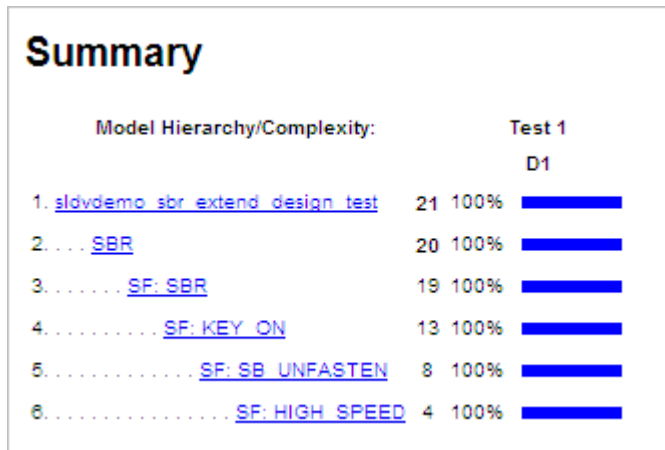 Summary
Model Hierarchy/Complexity: Test 1
D1
1. sldvdemo_sbr_extend_design_test 21 100%
2. . . . SBR 20 100%
3. . . . . . . SF: SBR 19 100%
4. . . . . . . . . . SF: KEY_ON 13 100%
5. . . . . . . . . . . . . SF: SB_UNFASTEN 8 100%
6. . . . . . . . . . . . . . . . SF: HIGH_SPEED 4 100%